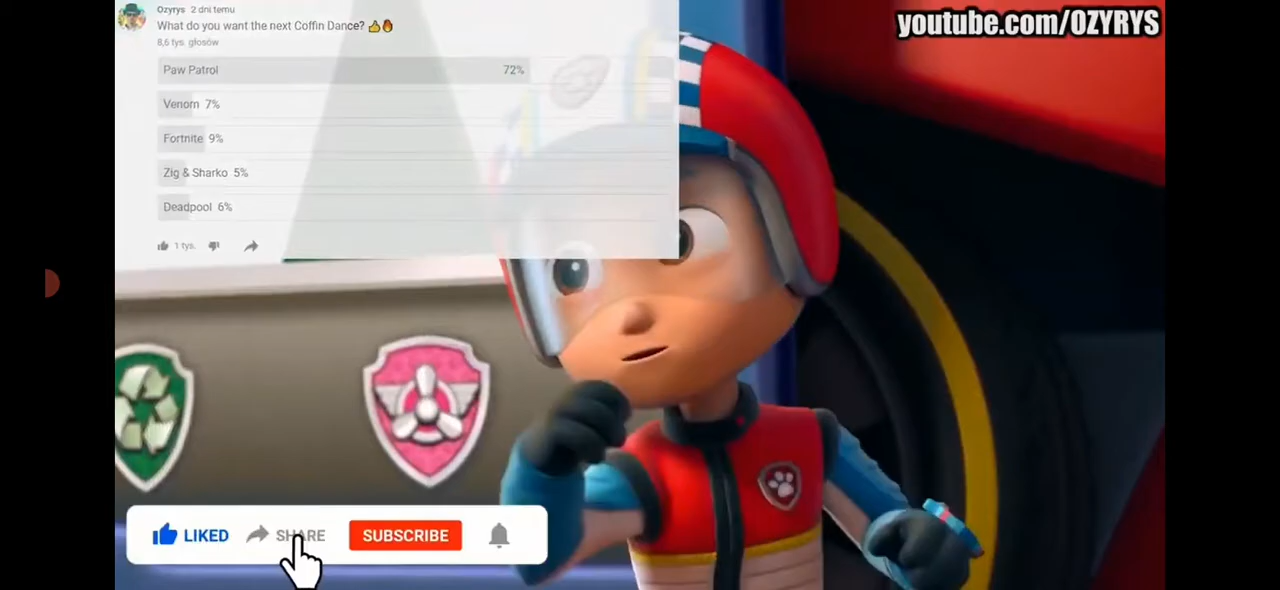 Ozyrys 2 dni temu
What do you want the next Coffin Dance? 👍🔥
8,6 tys. głosów
Paw Patrol 72%
Venom 7%
Fortnite 9%
Zig & Sharko 5%
Deadpool 6%
1 tys.
youtube.com/OZYRYS
LIKED SHARE SUBSCRIBE